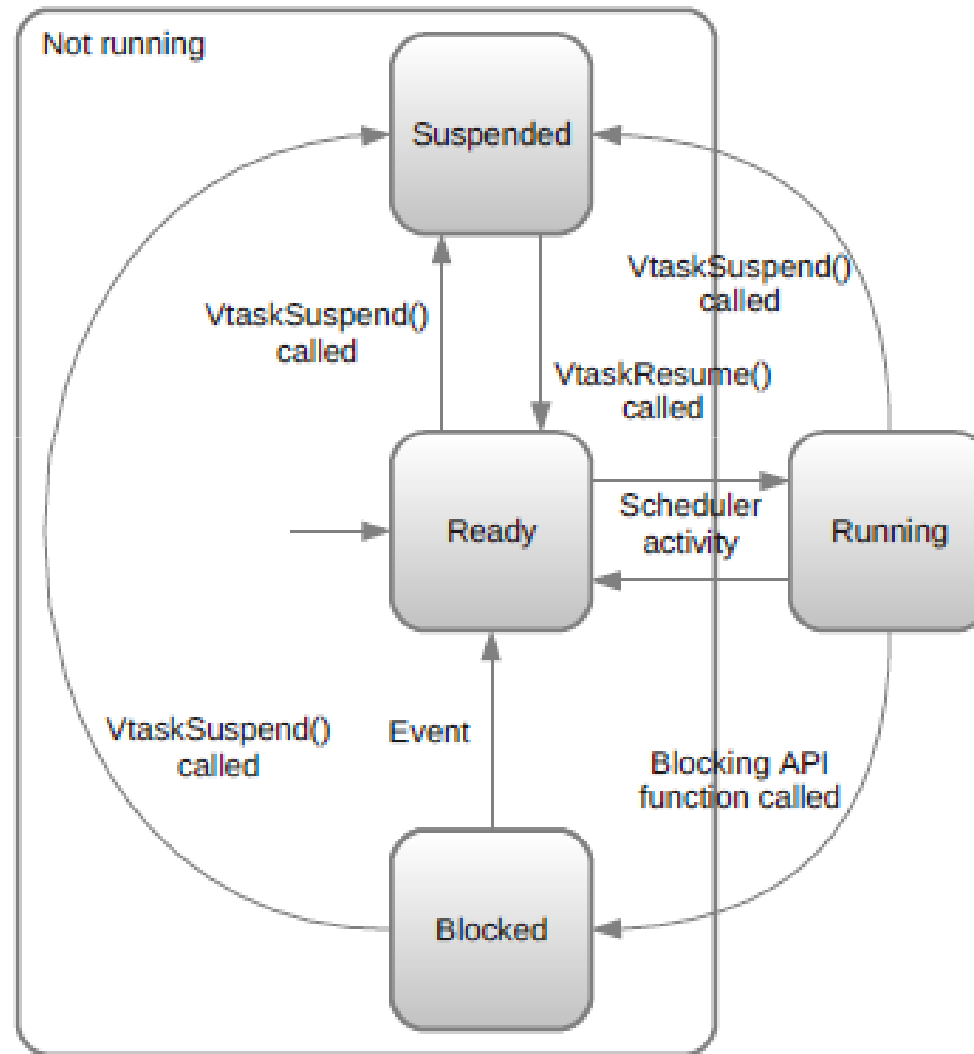 Not running
Suspended
VtaskSuspend()
called
VtaskSuspend()
called
VtaskResume()
called
Ready
Scheduler
activity
Running
VtaskSuspend()
called
Event
Blocking API
function called
Blocked